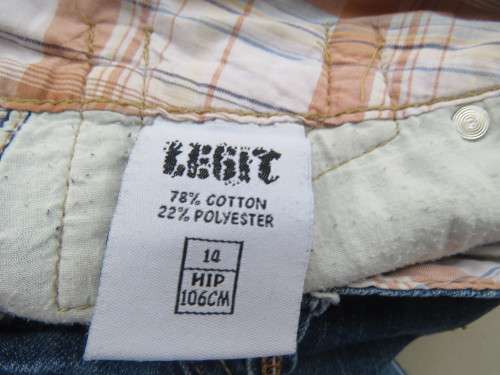 LEGIT
78% COTTON
22% POLYESTER
14
HIP
106CM